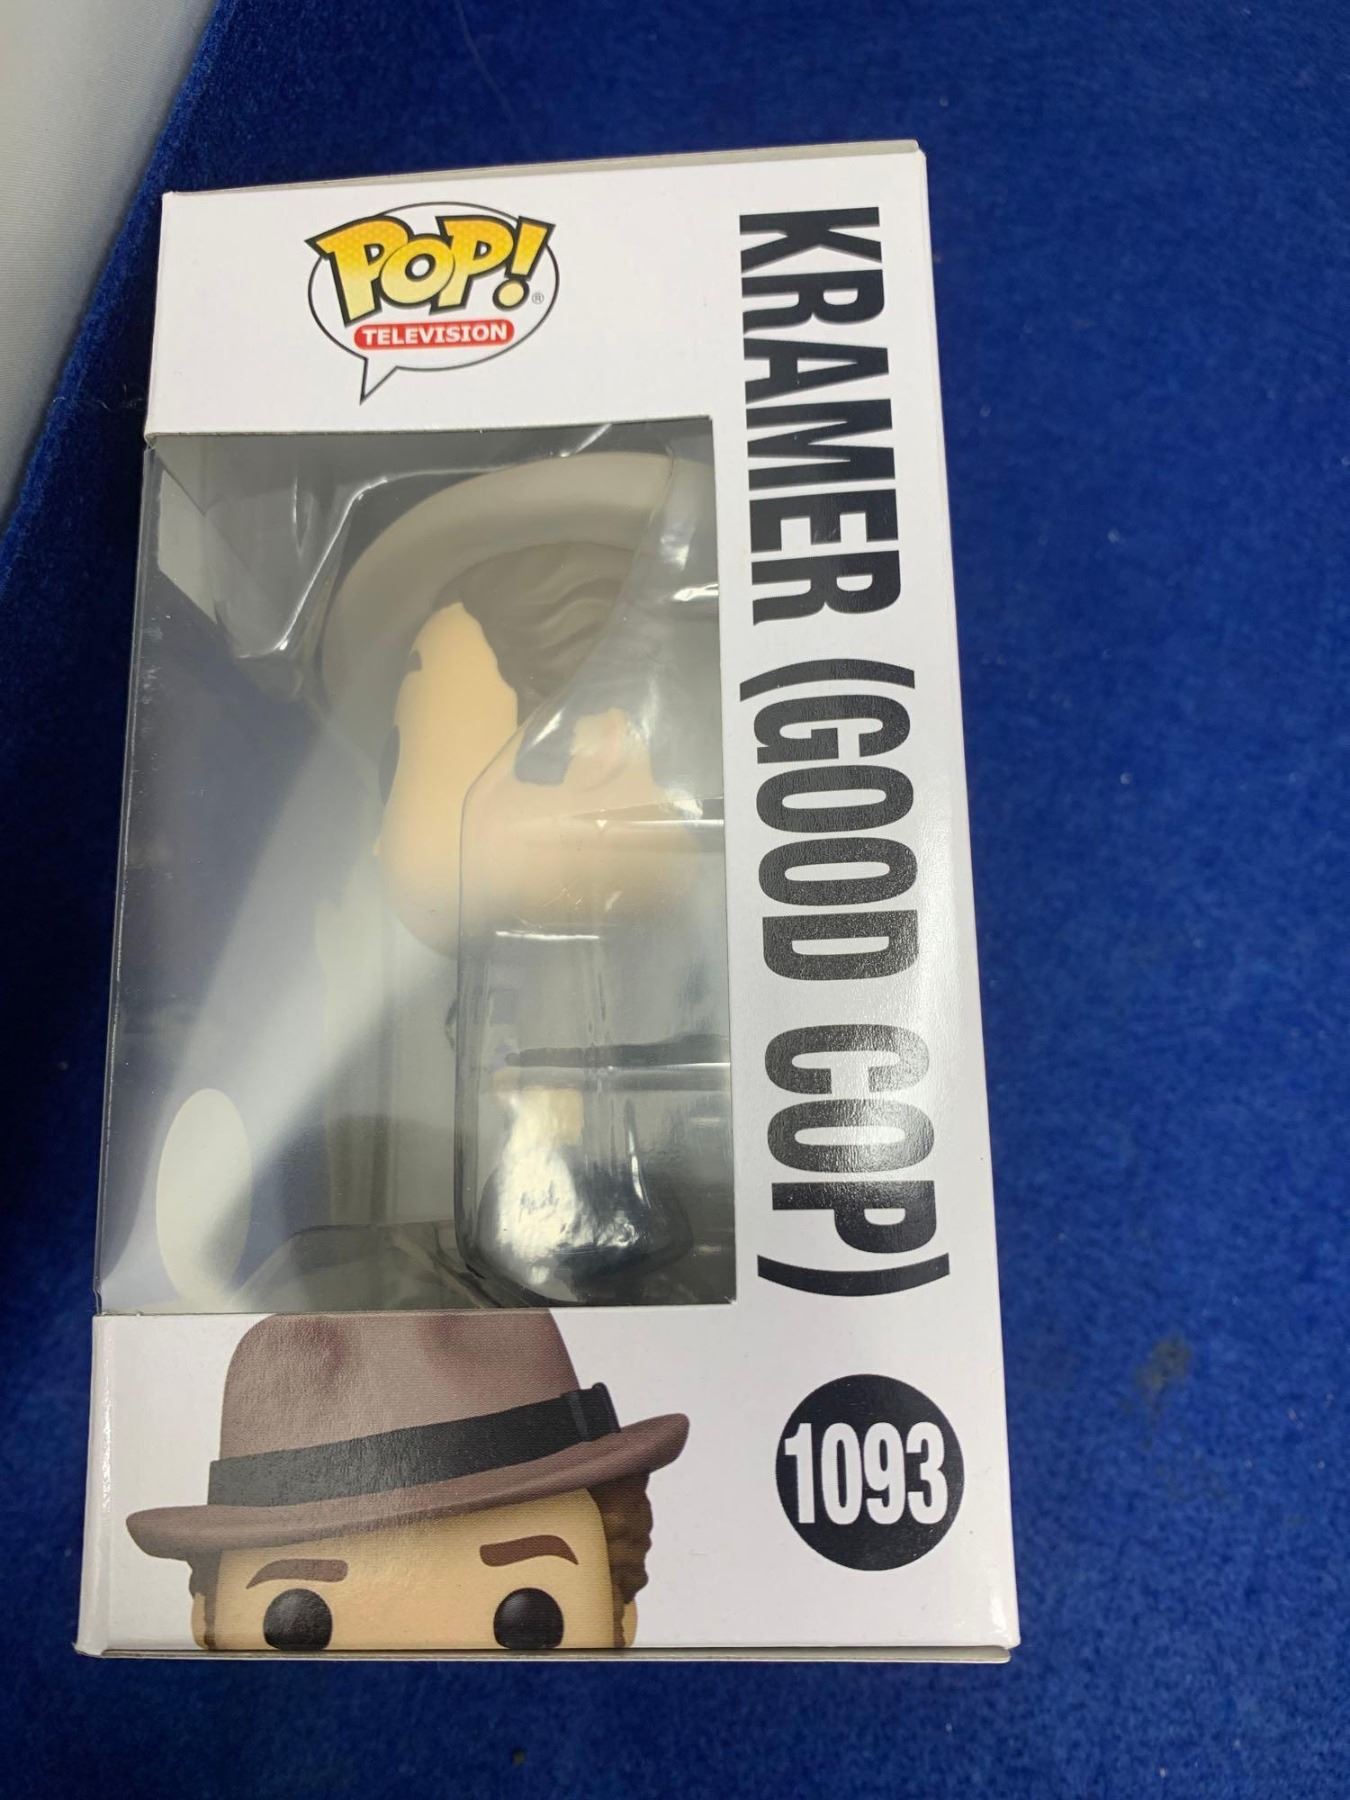 POP!®
TELEVISION
KRAMER (GOOD COP)
1093